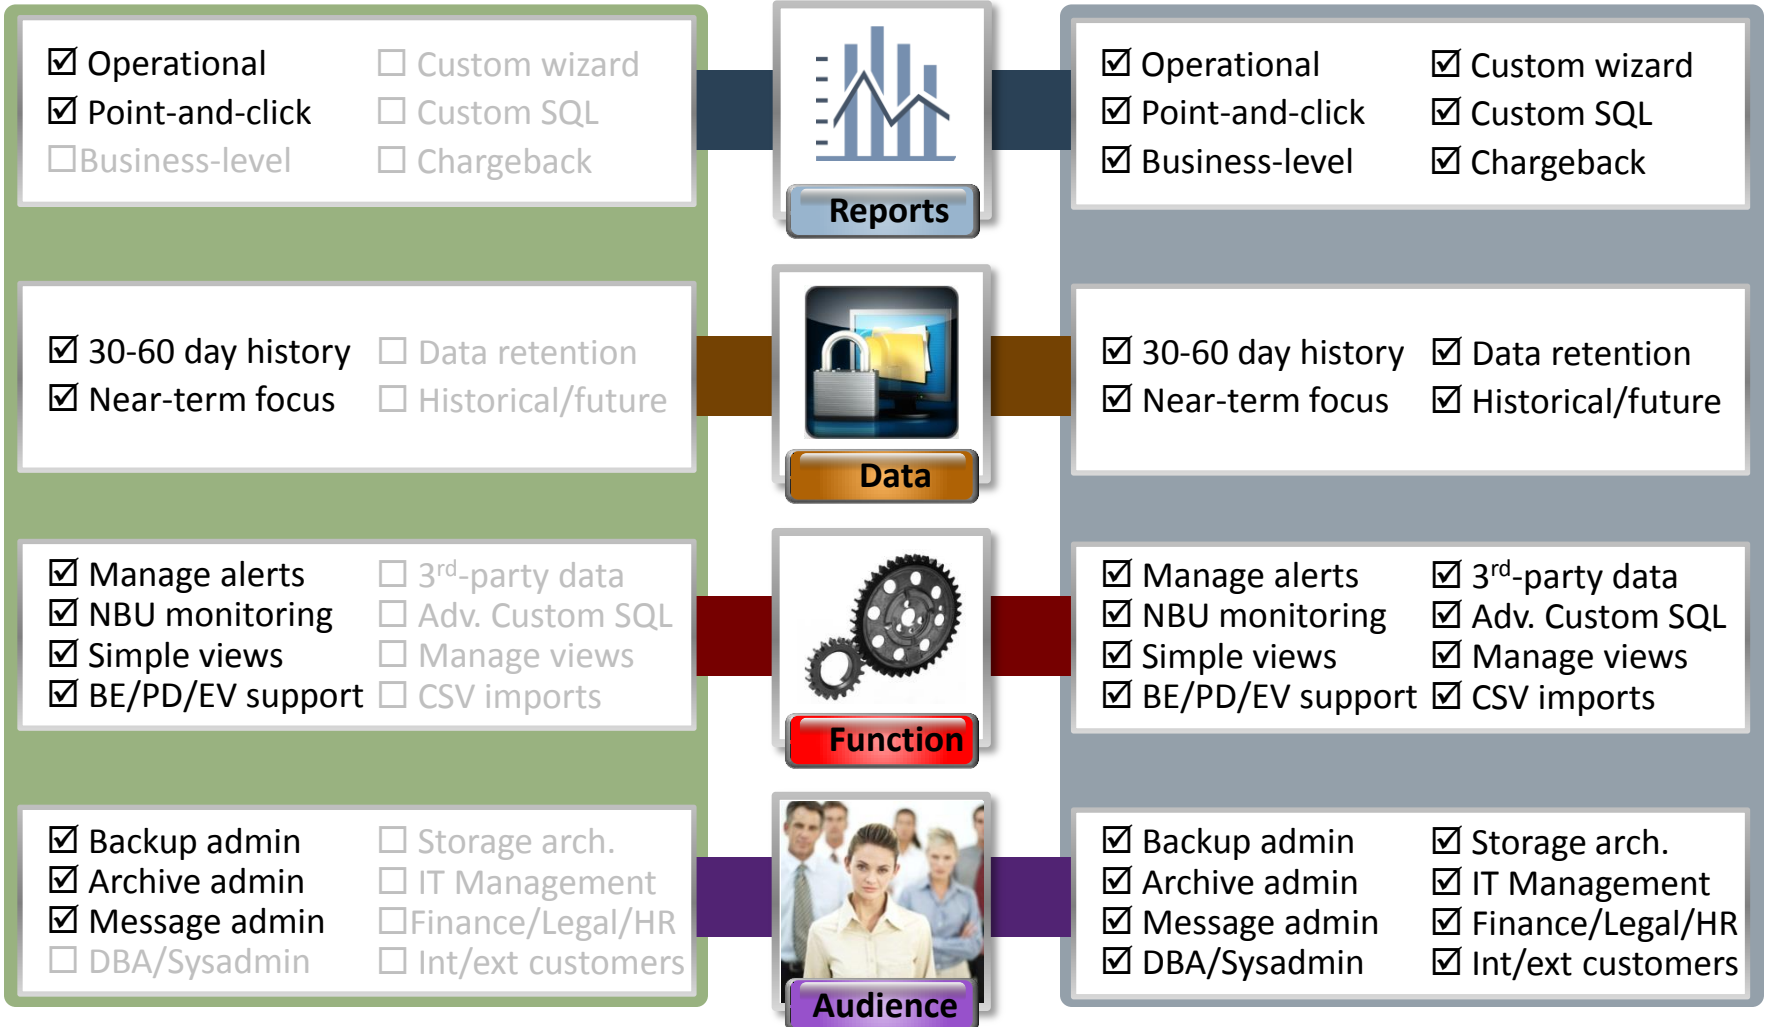 Operational
Custom wizard
Point-and-click
Custom SQL
Business-level
Chargeback
Reports
Operational
Custom wizard
Point-and-click
Custom SQL
Business-level
Chargeback
30-60 day history
Data retention
Near-term focus
Historical/future
Data
30-60 day history
Data retention
Near-term focus
Historical/future
Manage alerts
3rd-party data
NBU monitoring
Adv. Custom SQL
Simple views
Manage views
BE/PD/EV support
CSV imports
Function
Manage alerts
3rd-party data
NBU monitoring
Adv. Custom SQL
Simple views
Manage views
BE/PD/EV support
CSV imports
Backup admin
Storage arch.
Archive admin
IT Management
Message admin
Finance/Legal/HR
DBA/Sysadmin
Int/ext customers
Audience
Backup admin
Storage arch.
Archive admin
IT Management
Message admin
Finance/Legal/HR
DBA/Sysadmin
Int/ext customers